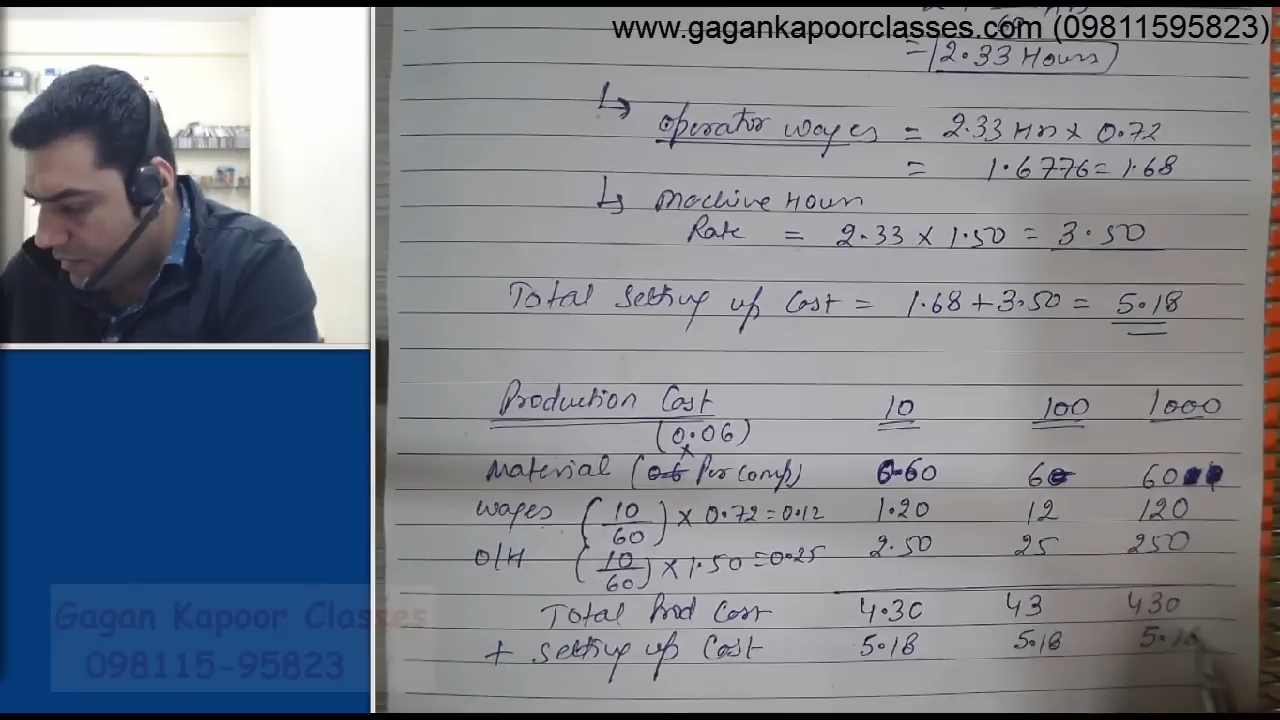 www.gagankapoorclasses.com (09811595823)
= 2.33 Hours
↳ operator wages = 2.33 Hrs x 0.72
= 1.6776 = 1.68
↳ Machine Hour
Rate = 2.33 x 1.50 = 3.50
Total Setting up Cost = 1.68 + 3.50 = 5.18
Production Cost 10 100 1000
(0.06)
Material ( Per comp) 0.60 6 60
wages (10/60) x 0.72 = 0.12 1.20 12 120
O/H (10/60) x 1.50 = 0.25 2.50 25 250
Total Prod Cost 4.30 43 430
+ Setting up Cost 5.18 5.18 5.18
Gagan Kapoor Classes
098115-95823